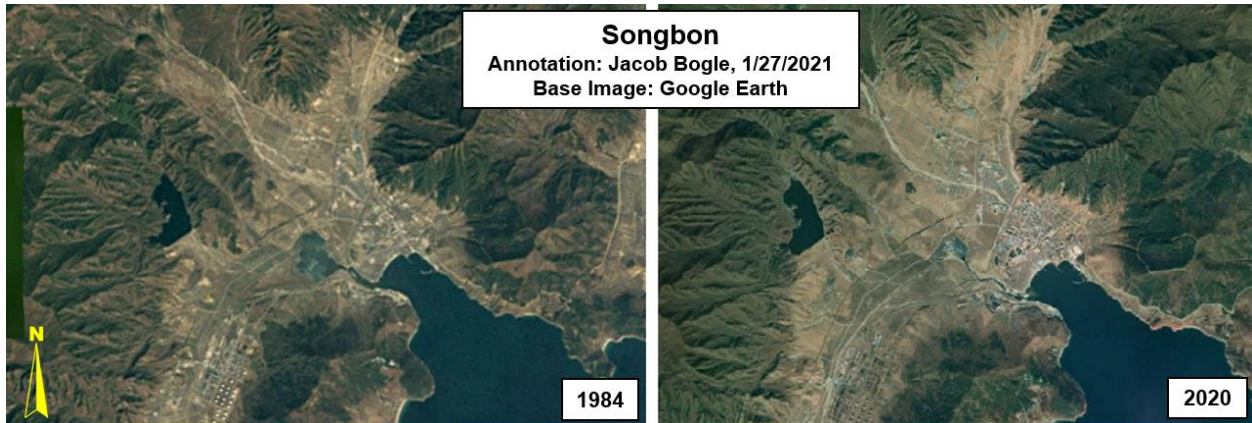 Songbon
Annotation: Jacob Bogle, 1/27/2021
Base Image: Google Earth
N
1984
2020